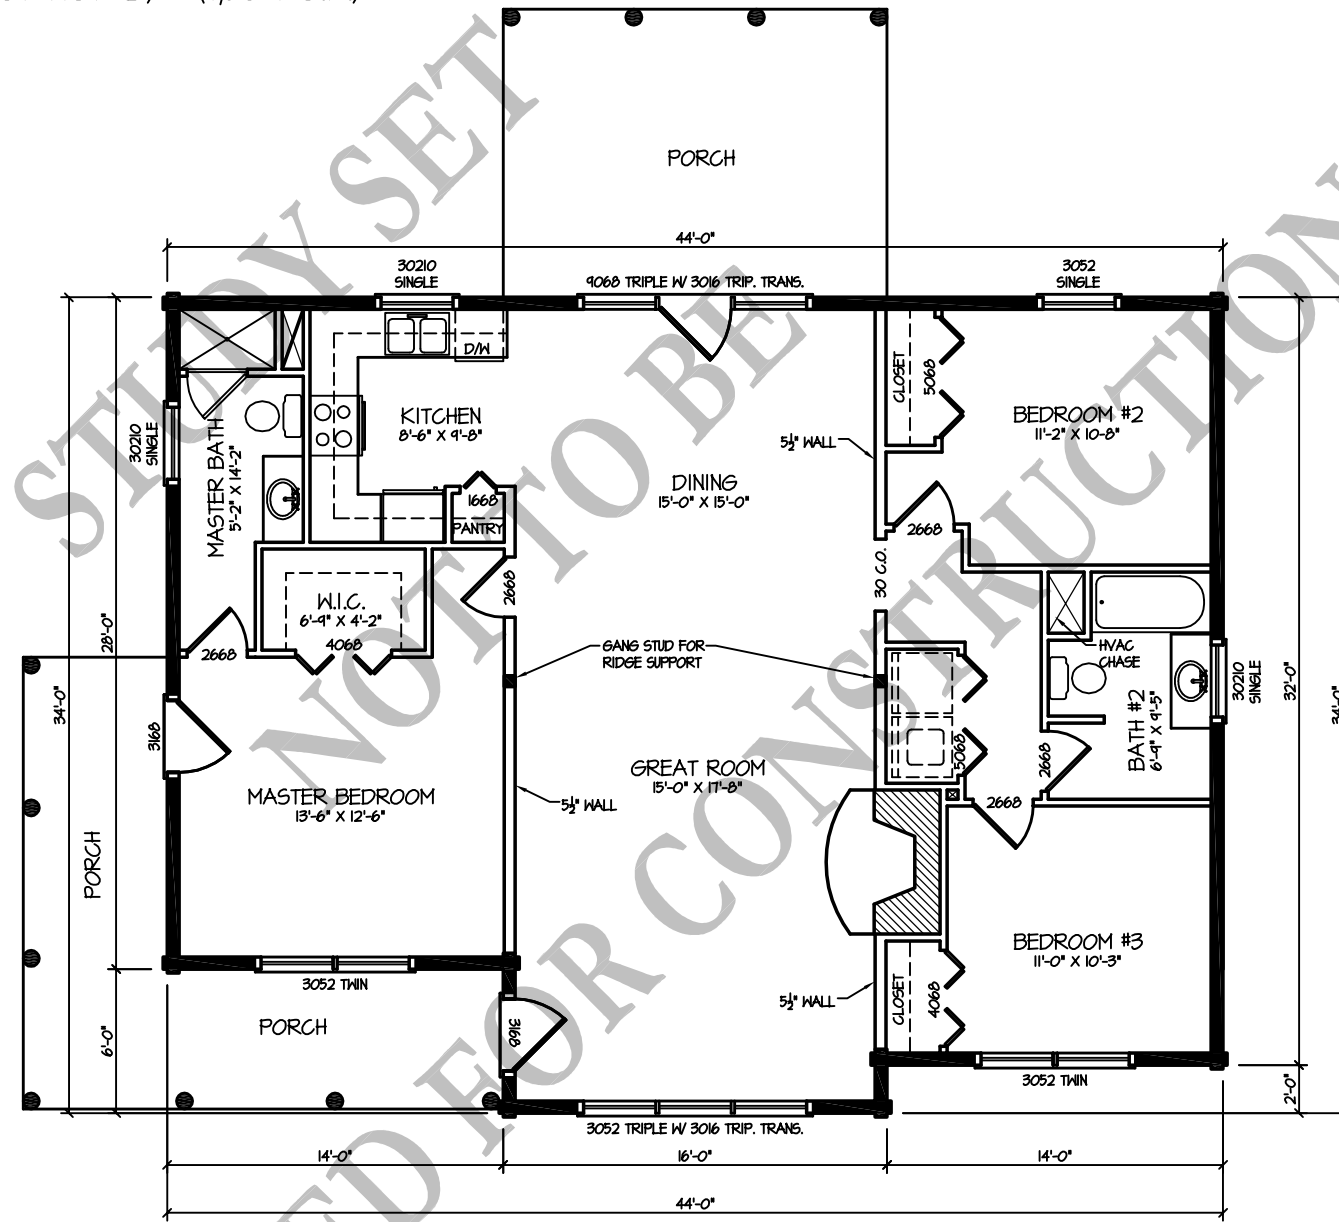 PORCH
44'-0"
30210
SINGLE
9068 TRIPLE W/ 3016 TRIP. TRANS.
3052
SINGLE
D/W
CLOSET
5068
KITCHEN
8'-6" X 9'-8"
BEDROOM #2
11'-2" X 10'-8"
30210
SINGLE
MASTER BATH
5'-2" X 14'-2"
5½" WALL
DINING
15'-0" X 15'-0"
1668
PANTRY
2668
30 C.O.
2668
W.I.C.
6'-9" X 4'-2"
4068
2668
GANG STUD FOR
RIDGE SUPPORT
HVAC
CHASE
28'-0"
34'-0"
3168
BATH #2
6'-9" X 9'-5"
30210
SINGLE
32'-0"
34'-0"
5068
2668
2668
GREAT ROOM
15'-0" X 17'-8"
MASTER BEDROOM
13'-6" X 12'-6"
5½" WALL
PORCH
BEDROOM #3
11'-0" X 10'-3"
3052 TWIN
5½" WALL
CLOSET
4068
PORCH
3168
6'-0"
3052 TWIN
2'-0"
3052 TRIPLE W/ 3016 TRIP. TRANS.
14'-0"
16'-0"
14'-0"
44'-0"
STUDY SET
NOT TO BE
ED FOR CONSTRUCTION